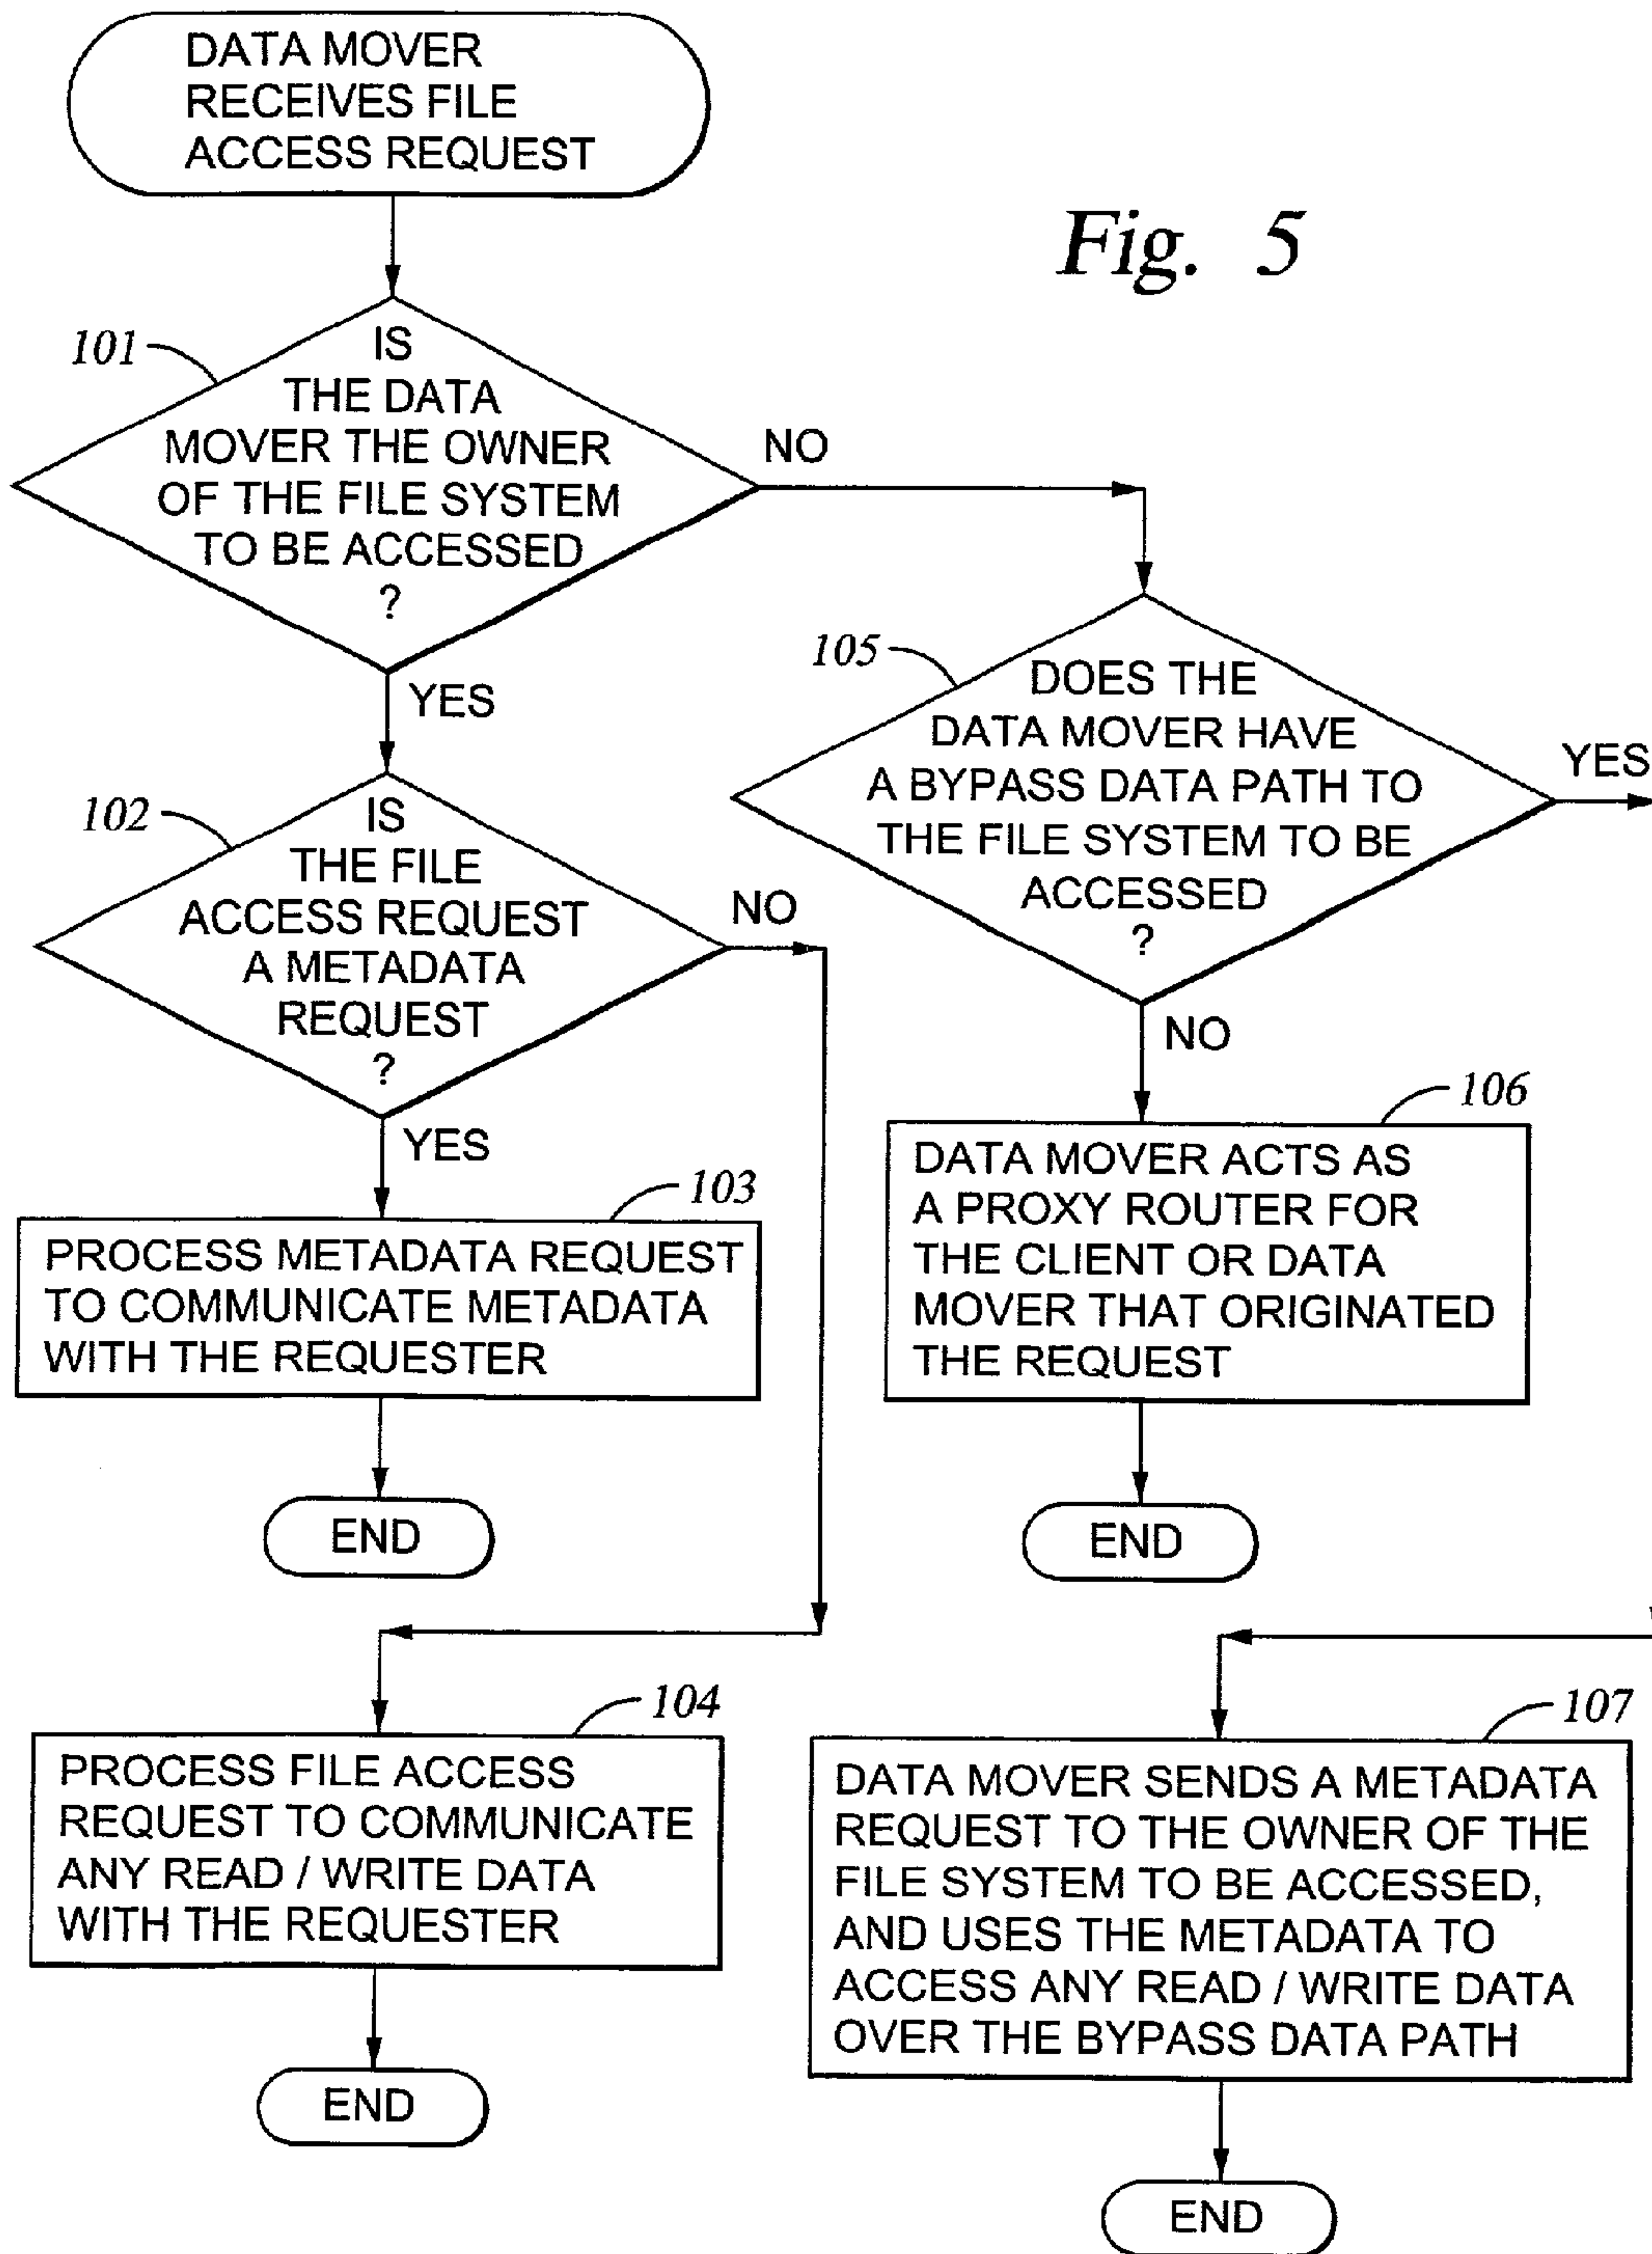 DATA MOVER
RECEIVES FILE
ACCESS REQUEST
Fig. 5
101
IS
THE DATA
MOVER THE OWNER
OF THE FILE SYSTEM
TO BE ACCESSED
?
NO
YES
105
DOES THE
DATA MOVER HAVE
A BYPASS DATA PATH TO
THE FILE SYSTEM TO BE
ACCESSED
?
YES
NO
102
IS
THE FILE
ACCESS REQUEST
A METADATA
REQUEST
?
NO
YES
103
PROCESS METADATA REQUEST
TO COMMUNICATE METADATA
WITH THE REQUESTER
END
106
DATA MOVER ACTS AS
A PROXY ROUTER FOR
THE CLIENT OR DATA
MOVER THAT ORIGINATED
THE REQUEST
END
104
PROCESS FILE ACCESS
REQUEST TO COMMUNICATE
ANY READ / WRITE DATA
WITH THE REQUESTER
END
107
DATA MOVER SENDS A METADATA
REQUEST TO THE OWNER OF THE
FILE SYSTEM TO BE ACCESSED,
AND USES THE METADATA TO
ACCESS ANY READ / WRITE DATA
OVER THE BYPASS DATA PATH
END